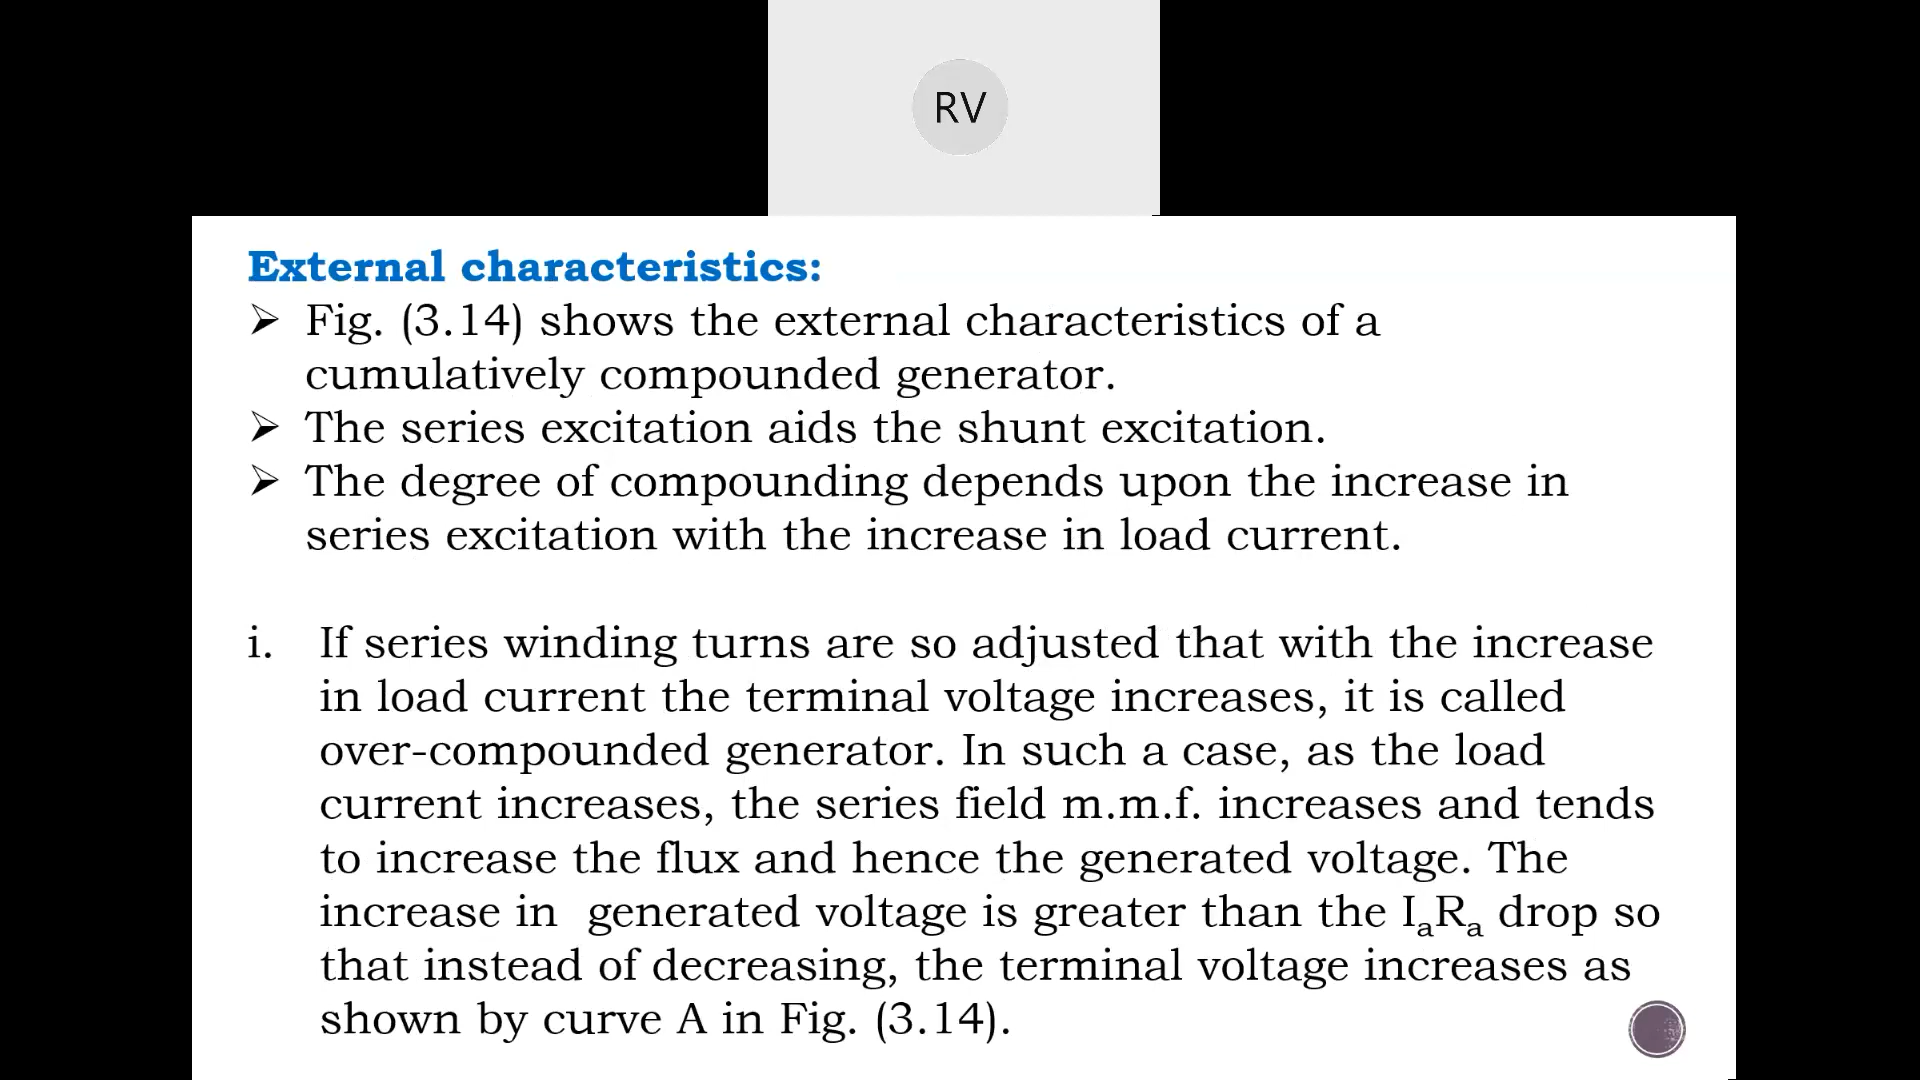 RV
External characteristics:
➢ Fig. (3.14) shows the external characteristics of a
cumulatively compounded generator.
➢ The series excitation aids the shunt excitation.
➢ The degree of compounding depends upon the increase in
series excitation with the increase in load current.
i. If series winding turns are so adjusted that with the increase
in load current the terminal voltage increases, it is called
over-compounded generator. In such a case, as the load
current increases, the series field m.m.f. increases and tends
to increase the flux and hence the generated voltage. The
increase in generated voltage is greater than the IₐRₐ drop so
that instead of decreasing, the terminal voltage increases as
shown by curve A in Fig. (3.14).